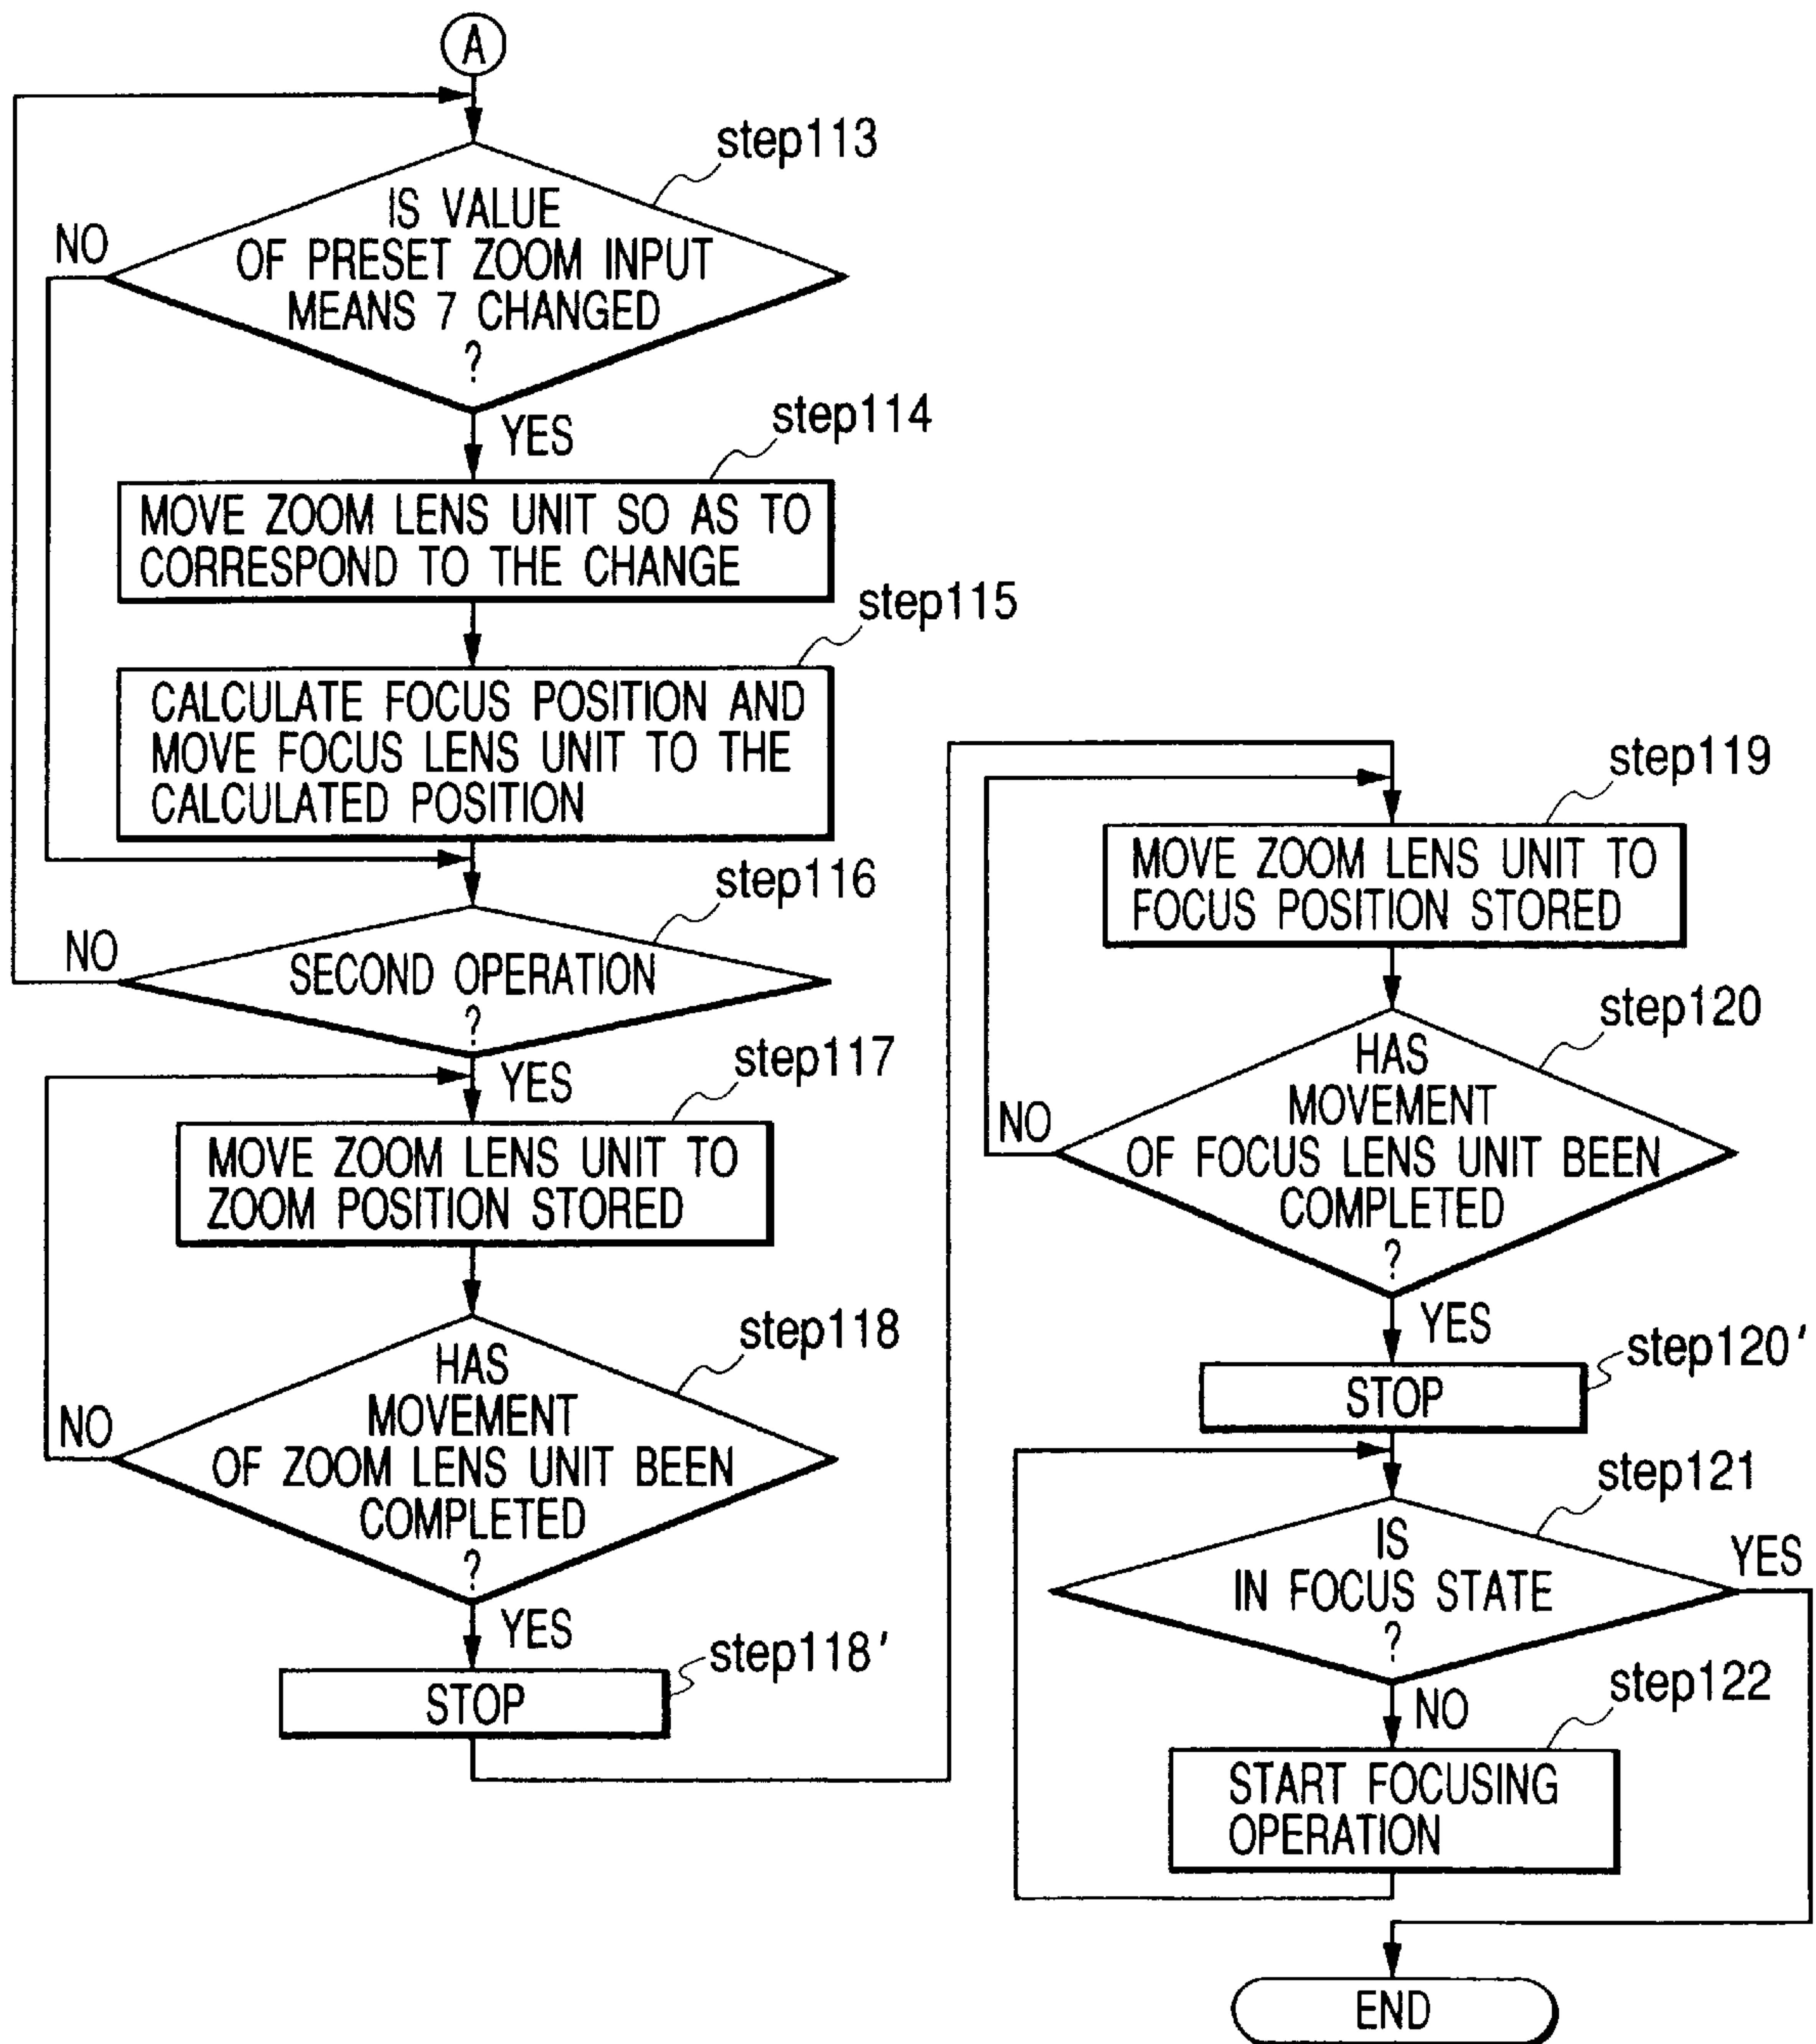 A
step113
IS VALUE
OF PRESET ZOOM INPUT
MEANS 7 CHANGED
?
NO
YES
step114
MOVE ZOOM LENS UNIT SO AS TO
CORRESPOND TO THE CHANGE
step115
CALCULATE FOCUS POSITION AND
MOVE FOCUS LENS UNIT TO THE
CALCULATED POSITION
step116
NO
SECOND OPERATION
?
YES
step117
MOVE ZOOM LENS UNIT TO
ZOOM POSITION STORED
step118
HAS
MOVEMENT
OF ZOOM LENS UNIT BEEN
COMPLETED
?
NO
YES
step118'
STOP
step119
MOVE ZOOM LENS UNIT TO
FOCUS POSITION STORED
step120
HAS
MOVEMENT
OF FOCUS LENS UNIT BEEN
COMPLETED
?
NO
YES
step120'
STOP
step121
IS
IN FOCUS STATE
?
YES
NO
step122
START FOCUSING
OPERATION
END